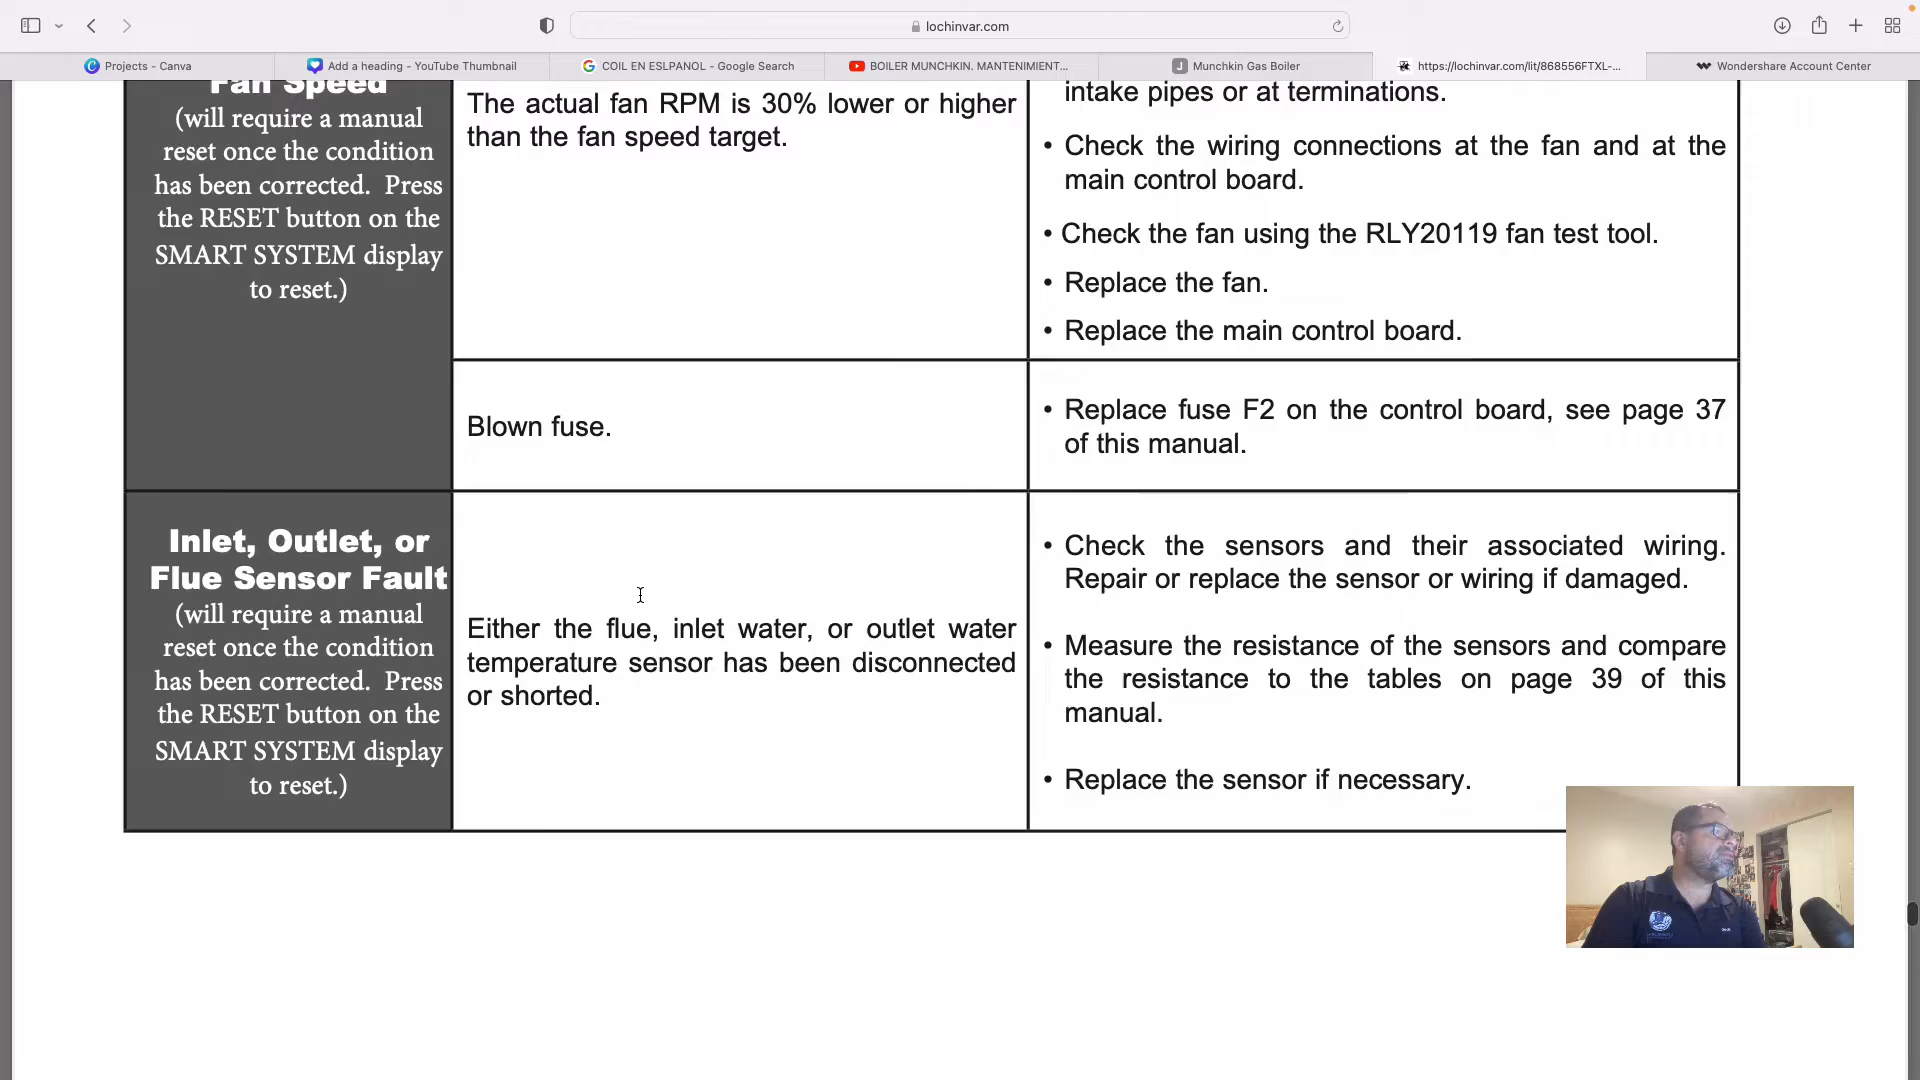 lochinvar.com
Projects - Canva
Add a heading - YouTube Thumbnail
COIL EN ESLPANOL - Google Search
BOILER MUNCHKIN. MANTENIMIENT...
Munchkin Gas Boiler
https://lochinvar.com/lit/868556FTXL-...
Wondershare Account Center
Fan Speed
(will require a manual
reset once the condition
has been corrected. Press
the RESET button on the
SMART SYSTEM display
to reset.)
The actual fan RPM is 30% lower or higher
than the fan speed target.
intake pipes or at terminations.
• Check the wiring connections at the fan and at the
main control board.
• Check the fan using the RLY20119 fan test tool.
• Replace the fan.
• Replace the main control board.
Blown fuse.
• Replace fuse F2 on the control board, see page 37
of this manual.
Inlet, Outlet, or
Flue Sensor Fault
(will require a manual
reset once the condition
has been corrected. Press
the RESET button on the
SMART SYSTEM display
to reset.)
Either the flue, inlet water, or outlet water
temperature sensor has been disconnected
or shorted.
• Check the sensors and their associated wiring.
Repair or replace the sensor or wiring if damaged.
• Measure the resistance of the sensors and compare
the resistance to the tables on page 39 of this
manual.
• Replace the sensor if necessary.